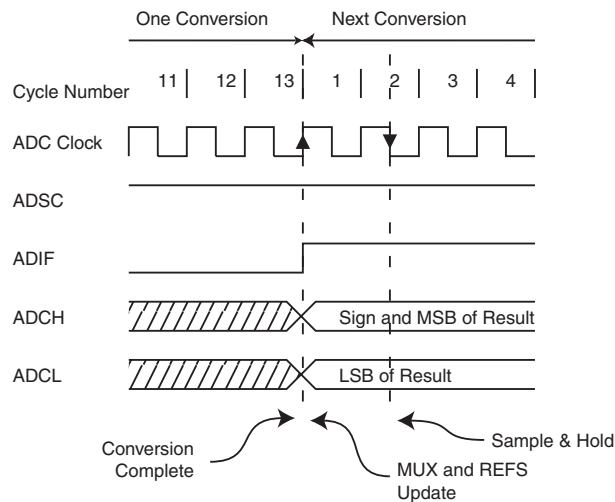 One Conversion Next Conversion
Cycle Number 11 12 13 1 2 3 4
ADC Clock
ADSC
ADIF
ADCH Sign and MSB of Result
ADCL LSB of Result
Conversion
Complete
MUX and REFS
Update
Sample & Hold